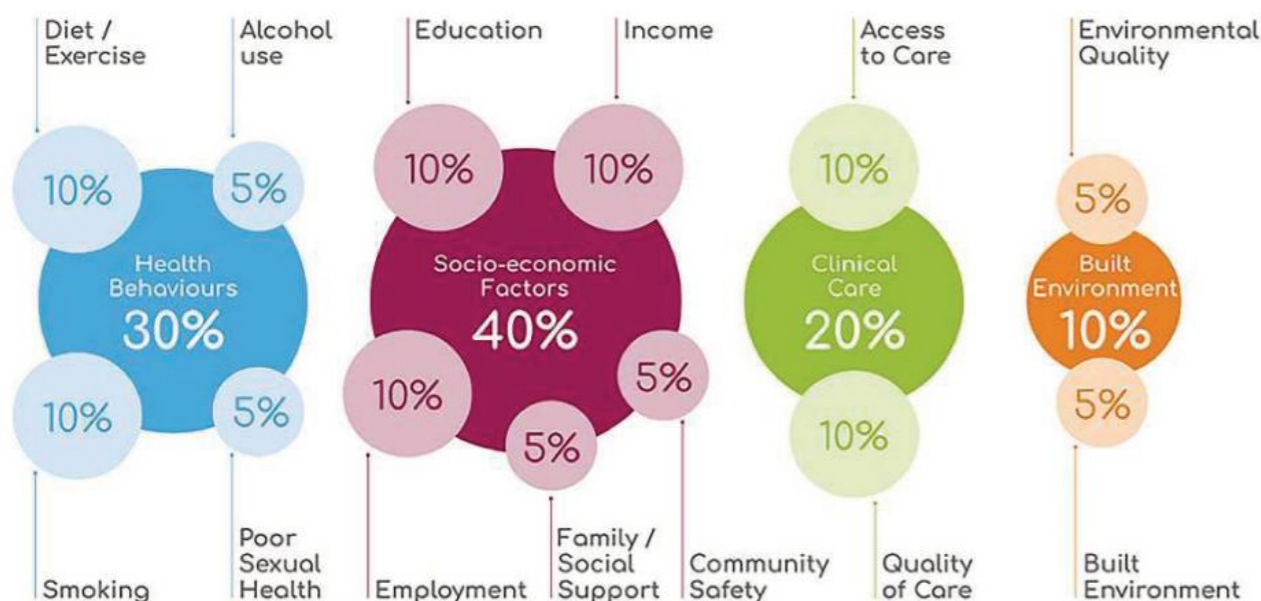 Diet /
Exercise
Alcohol
use
Education
Income
Access
to Care
Environmental
Quality
10%
5%
10%
10%
10%
5%
Health
Behaviours
30%
Socio-economic
Factors
40%
Clinical
Care
20%
Built
Environment
10%
10%
5%
10%
5%
5%
10%
5%
Smoking
Poor
Sexual
Health
Employment
Family /
Social
Support
Community
Safety
Quality
of Care
Built
Environment